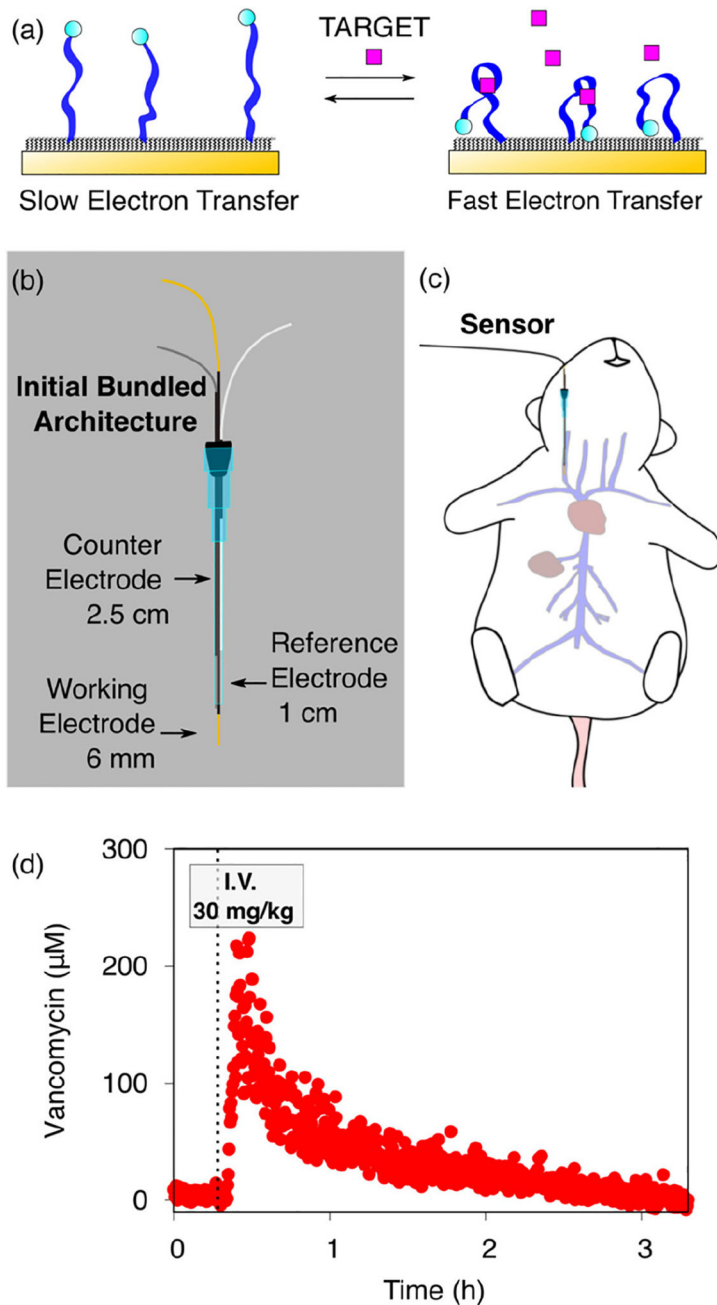 (a)
TARGET
Slow Electron Transfer
Fast Electron Transfer
(b)
Initial Bundled
Architecture
Counter
Electrode
2.5 cm
Reference
Electrode
1 cm
Working
Electrode
6 mm
(c)
Sensor
(d)
I.V.
30 mg/kg
Vancomycin (µM)
300
200
100
0
0
1
2
3
Time (h)